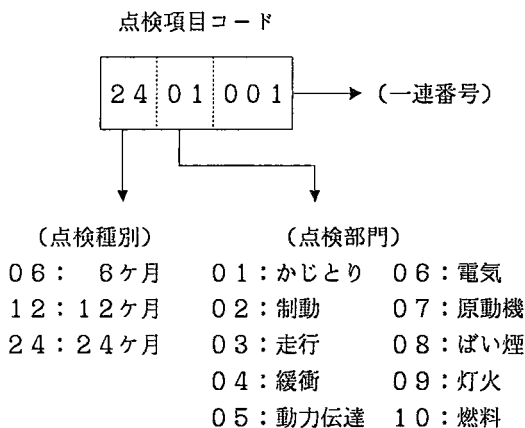 点検項目コード
24 01 001 (一連番号)
(点検種別) (点検部門)
06: 6ケ月 01:かじとり 06:電気
12:12ケ月 02:制動 07:原動機
24:24ケ月 03:走行 08:ばい煙
04:緩衝 09:灯火
05:動力伝達 10:燃料